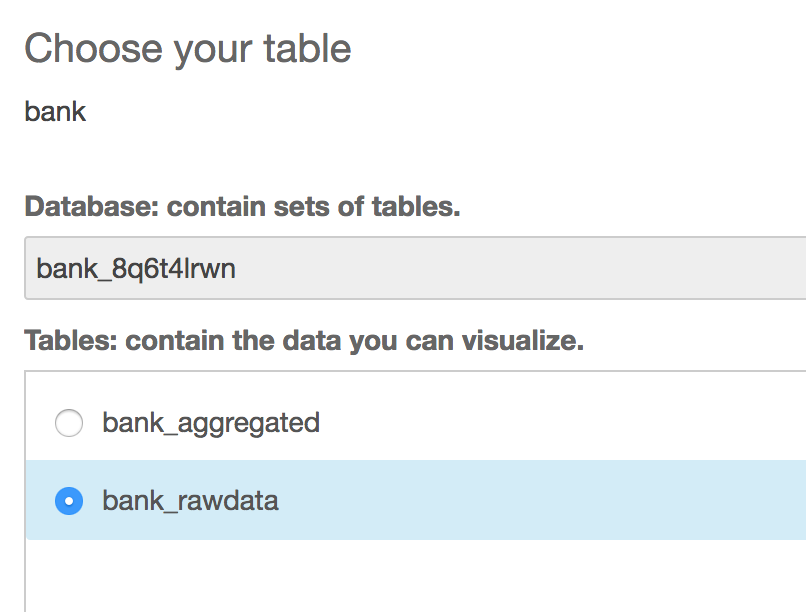 Choose your table
bank
Database: contain sets of tables.
bank_8q6t4lrwn
Tables: contain the data you can visualize.
bank_aggregated
bank_rawdata